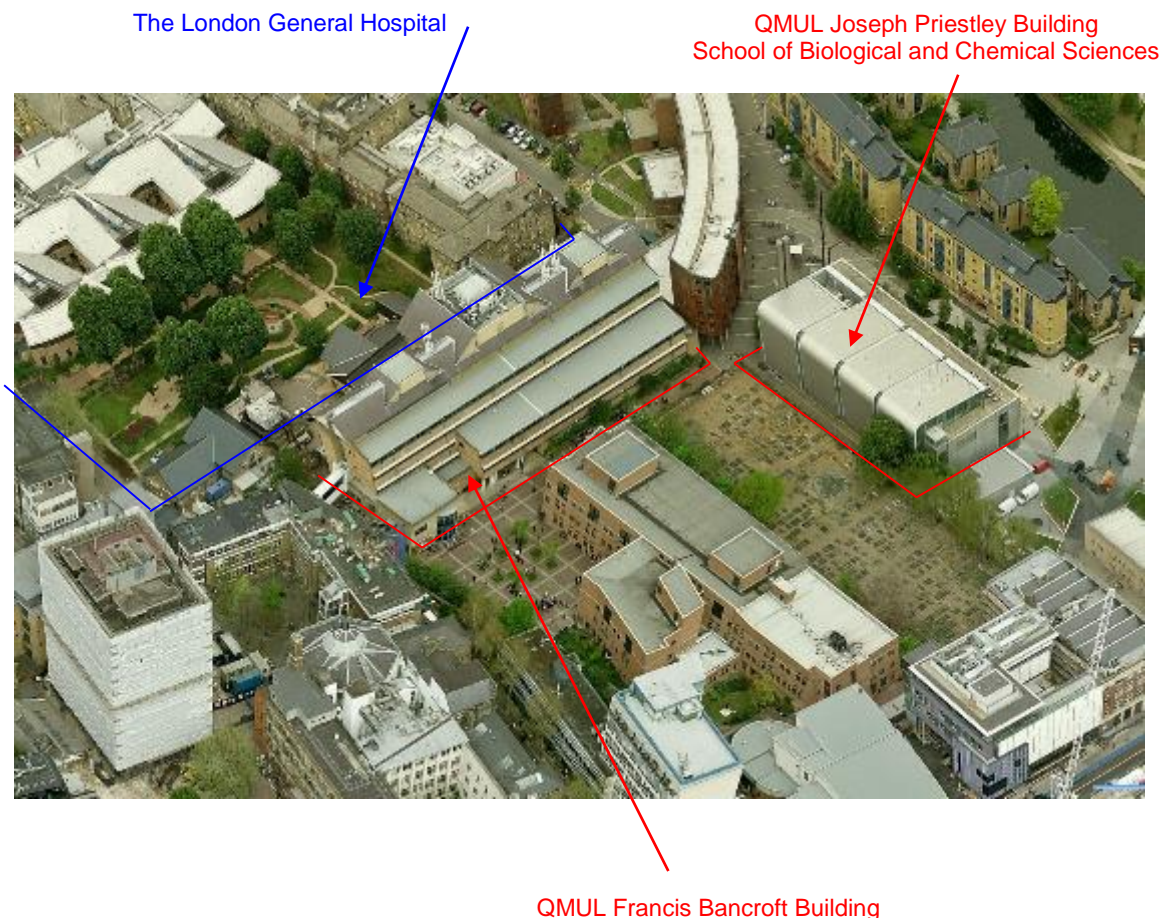 The London General Hospital
QMUL Joseph Priestley Building
School of Biological and Chemical Sciences
QMUL Francis Bancroft Building